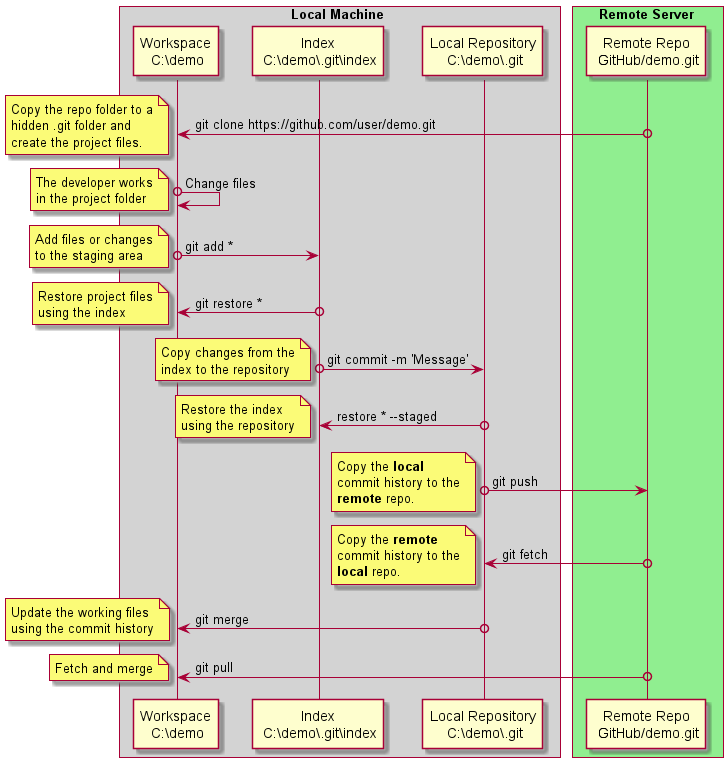 Local Machine
Remote Server
Workspace
C:\demo
Index
C:\demo\.git\index
Local Repository
C:\demo\.git
Remote Repo
GitHub/demo.git
Copy the repo folder to a
hidden .git folder and
create the project files.
git clone https://github.com/user/demo.git
The developer works
in the project folder
Change files
Add files or changes
to the staging area
git add *
Restore project files
using the index
git restore *
Copy changes from the
index to the repository
git commit -m 'Message'
Restore the index
using the repository
restore * --staged
Copy the local
commit history to the
remote repo.
git push
Copy the remote
commit history to the
local repo.
git fetch
Update the working files
using the commit history
git merge
Fetch and merge
git pull
Workspace
C:\demo
Index
C:\demo\.git\index
Local Repository
C:\demo\.git
Remote Repo
GitHub/demo.git